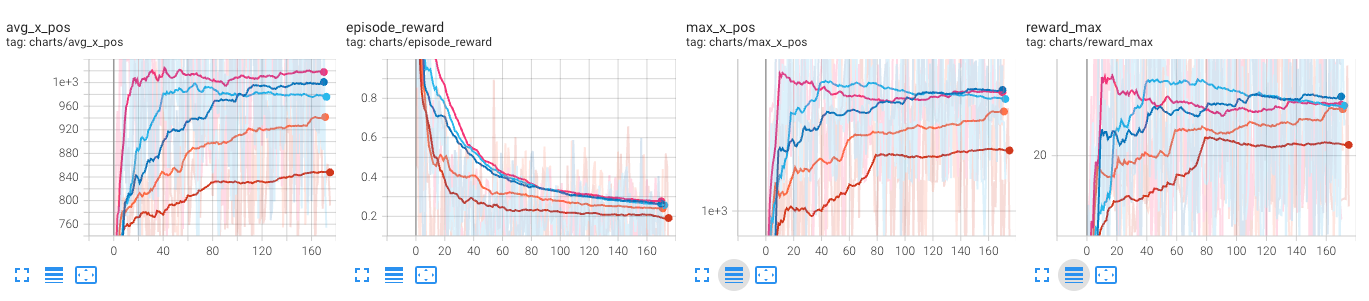 avg_x_pos
tag: charts/avg_x_pos
1e+3
960
920
880
840
800
760
0 40 80 120 160
episode_reward
tag: charts/episode_reward
0.8
0.6
0.4
0.2
0 20 40 60 80 100 120 140 160
max_x_pos
tag: charts/max_x_pos
1e+3
0 20 40 60 80 100 120 140 160
reward_max
tag: charts/reward_max
20
0 20 40 60 80 100 120 140 160